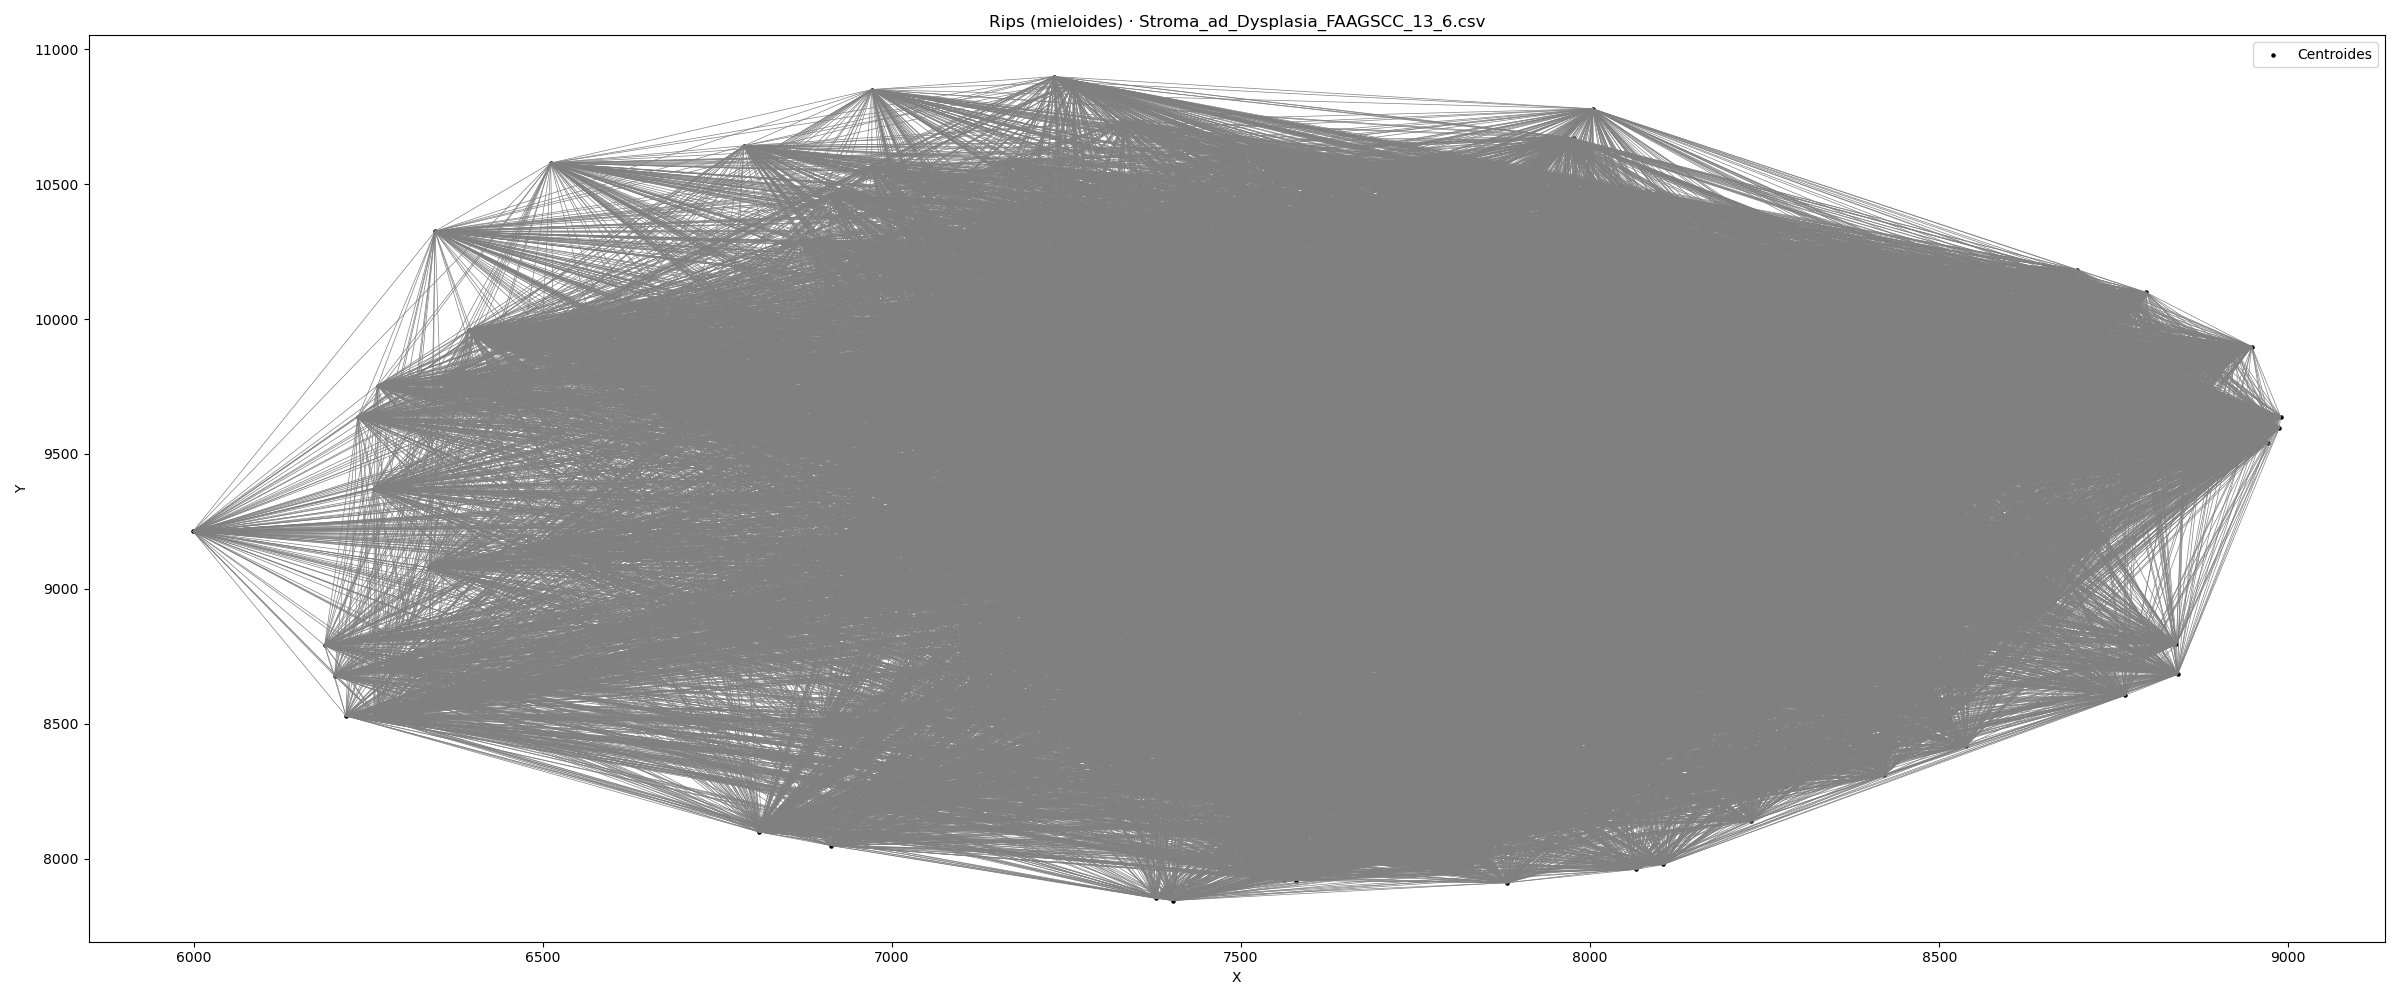 Rips (mieloides) · Stroma_ad_Dysplasia_FAAGSCC_13_6.csv
Centroides
11000
10500
10000
9500
9000
8500
8000
Y
6000 6500 7000 7500 8000 8500 9000
X